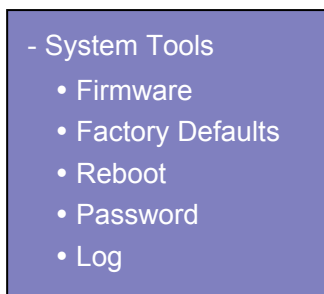 - System Tools
• Firmware
• Factory Defaults
• Reboot
• Password
• Log